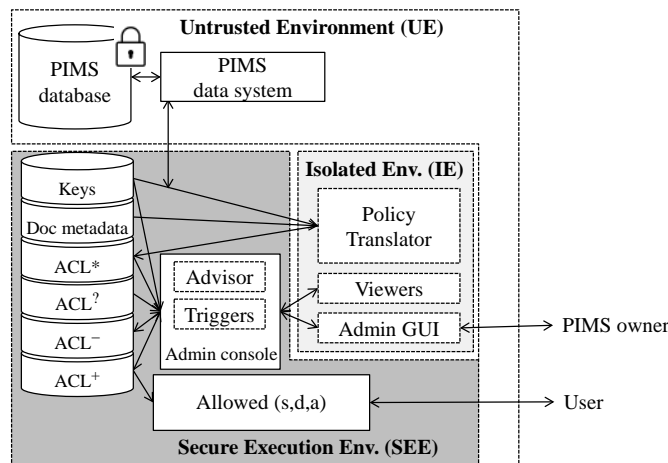 Untrusted Environment (UE)
PIMS
database
PIMS
data system
Isolated Env. (IE)
Keys
Doc metadata
ACL*
ACL?
ACL−
ACL+
Policy
Translator
Advisor
Triggers
Admin console
Viewers
Admin GUI
PIMS owner
Allowed (s,d,a)
User
Secure Execution Env. (SEE)